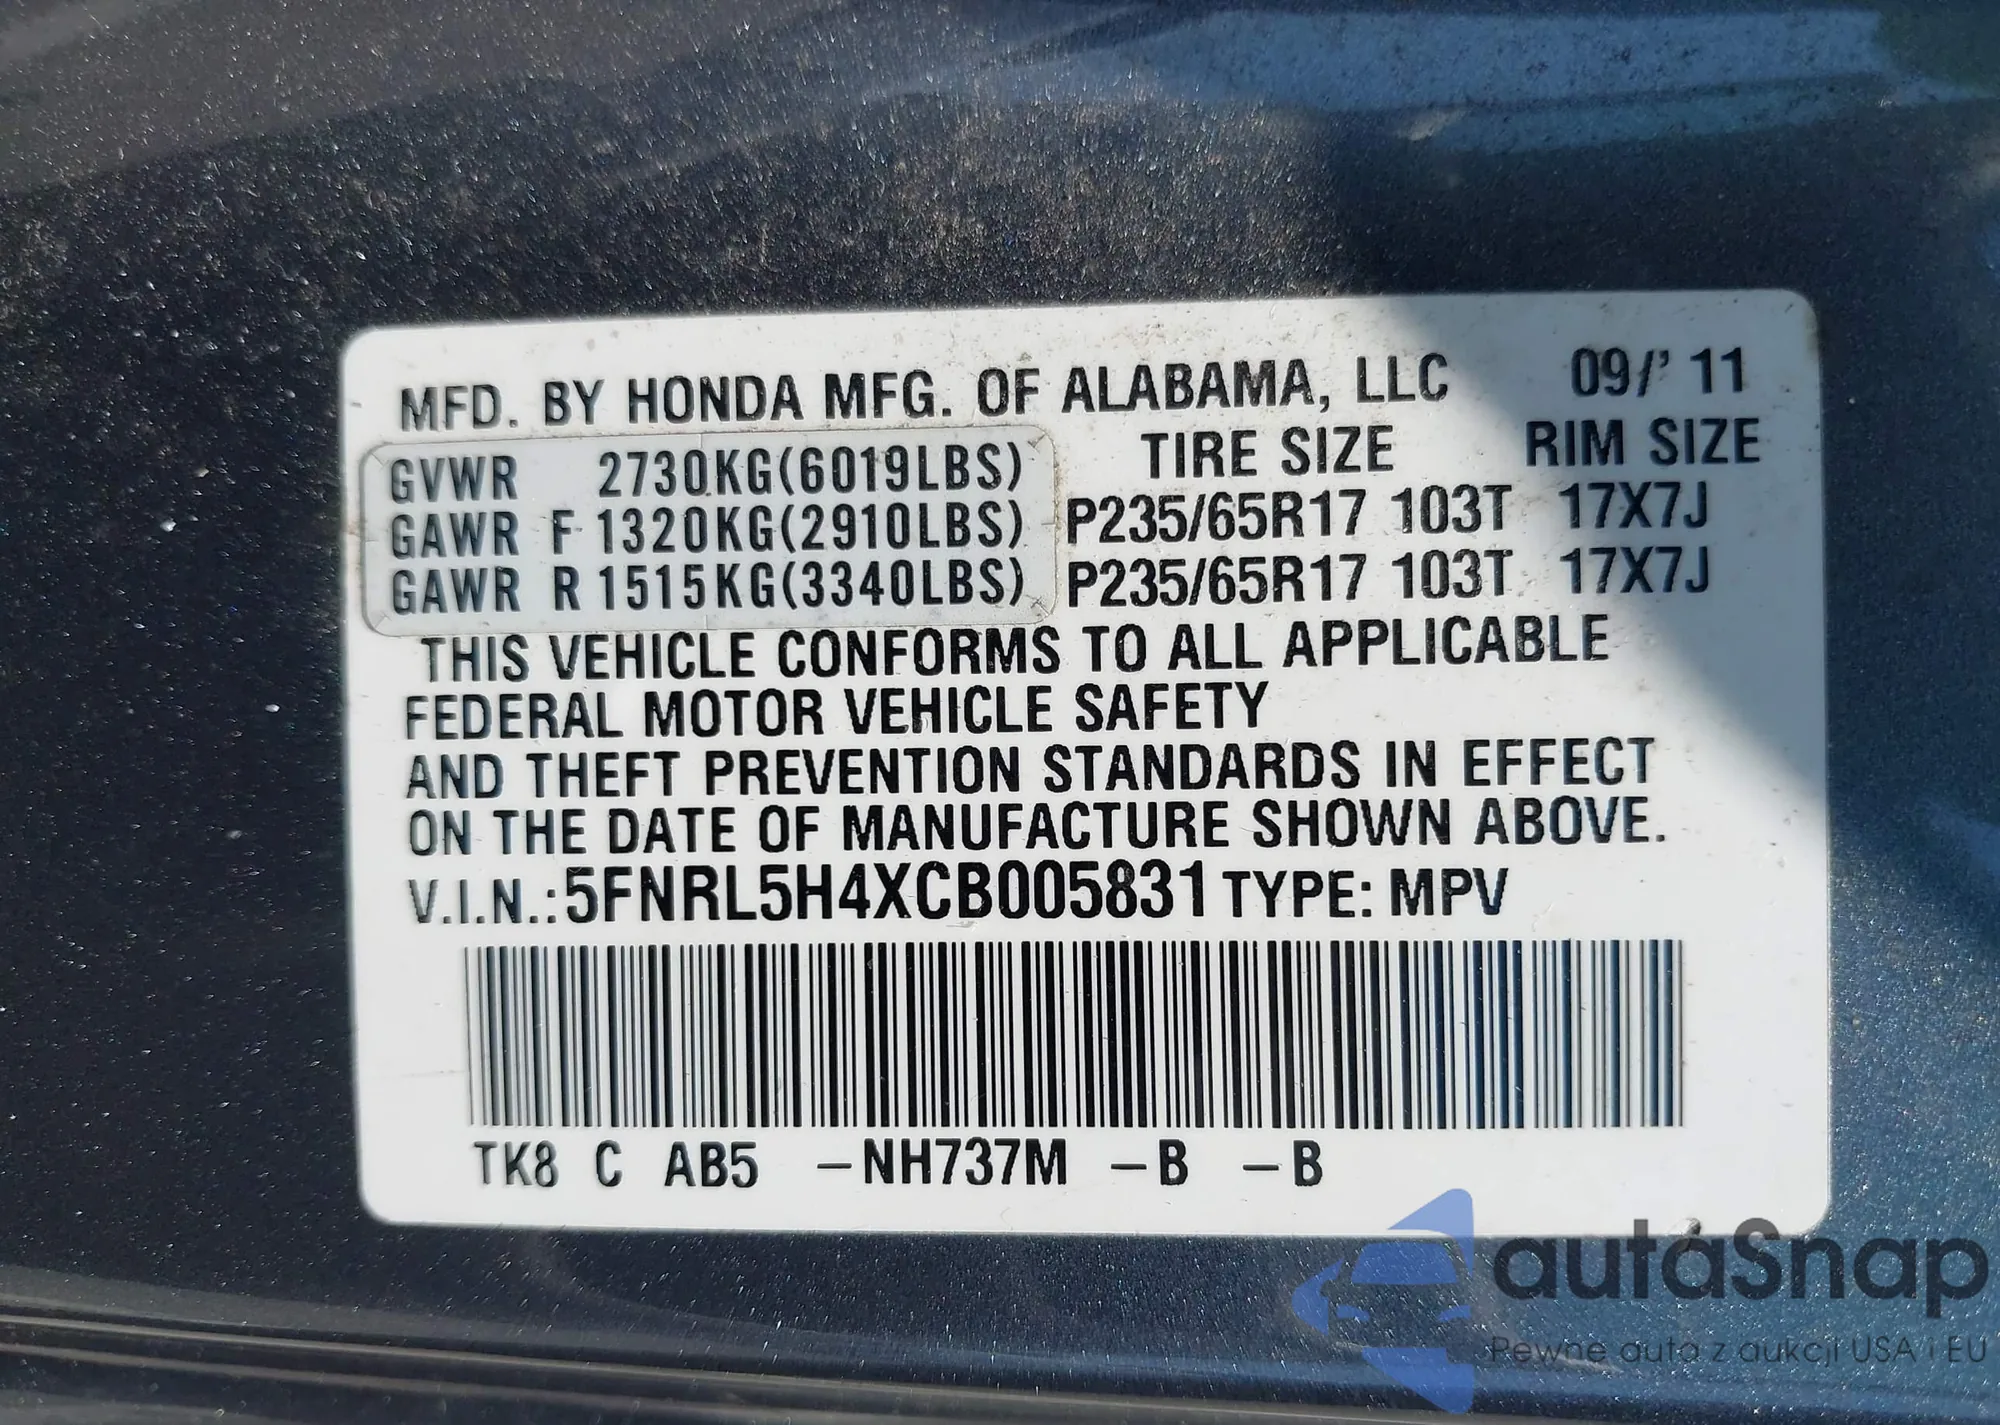 MFD. BY HONDA MFG. OF ALABAMA, LLC 09/'11
TIRE SIZE RIM SIZE
GVWR 2730KG(6019LBS)
GAWR F 1320KG(2910LBS) P235/65R17 103T 17X7J
GAWR R 1515KG(3340LBS) P235/65R17 103T 17X7J
THIS VEHICLE CONFORMS TO ALL APPLICABLE
FEDERAL MOTOR VEHICLE SAFETY
AND THEFT PREVENTION STANDARDS IN EFFECT
ON THE DATE OF MANUFACTURE SHOWN ABOVE.
V.I.N.:5FNRL5H4XCB005831 TYPE: MPV
TK8 C AB5 –NH737M –B –B
autaSnap
Pewne auta z aukcji USA i EU